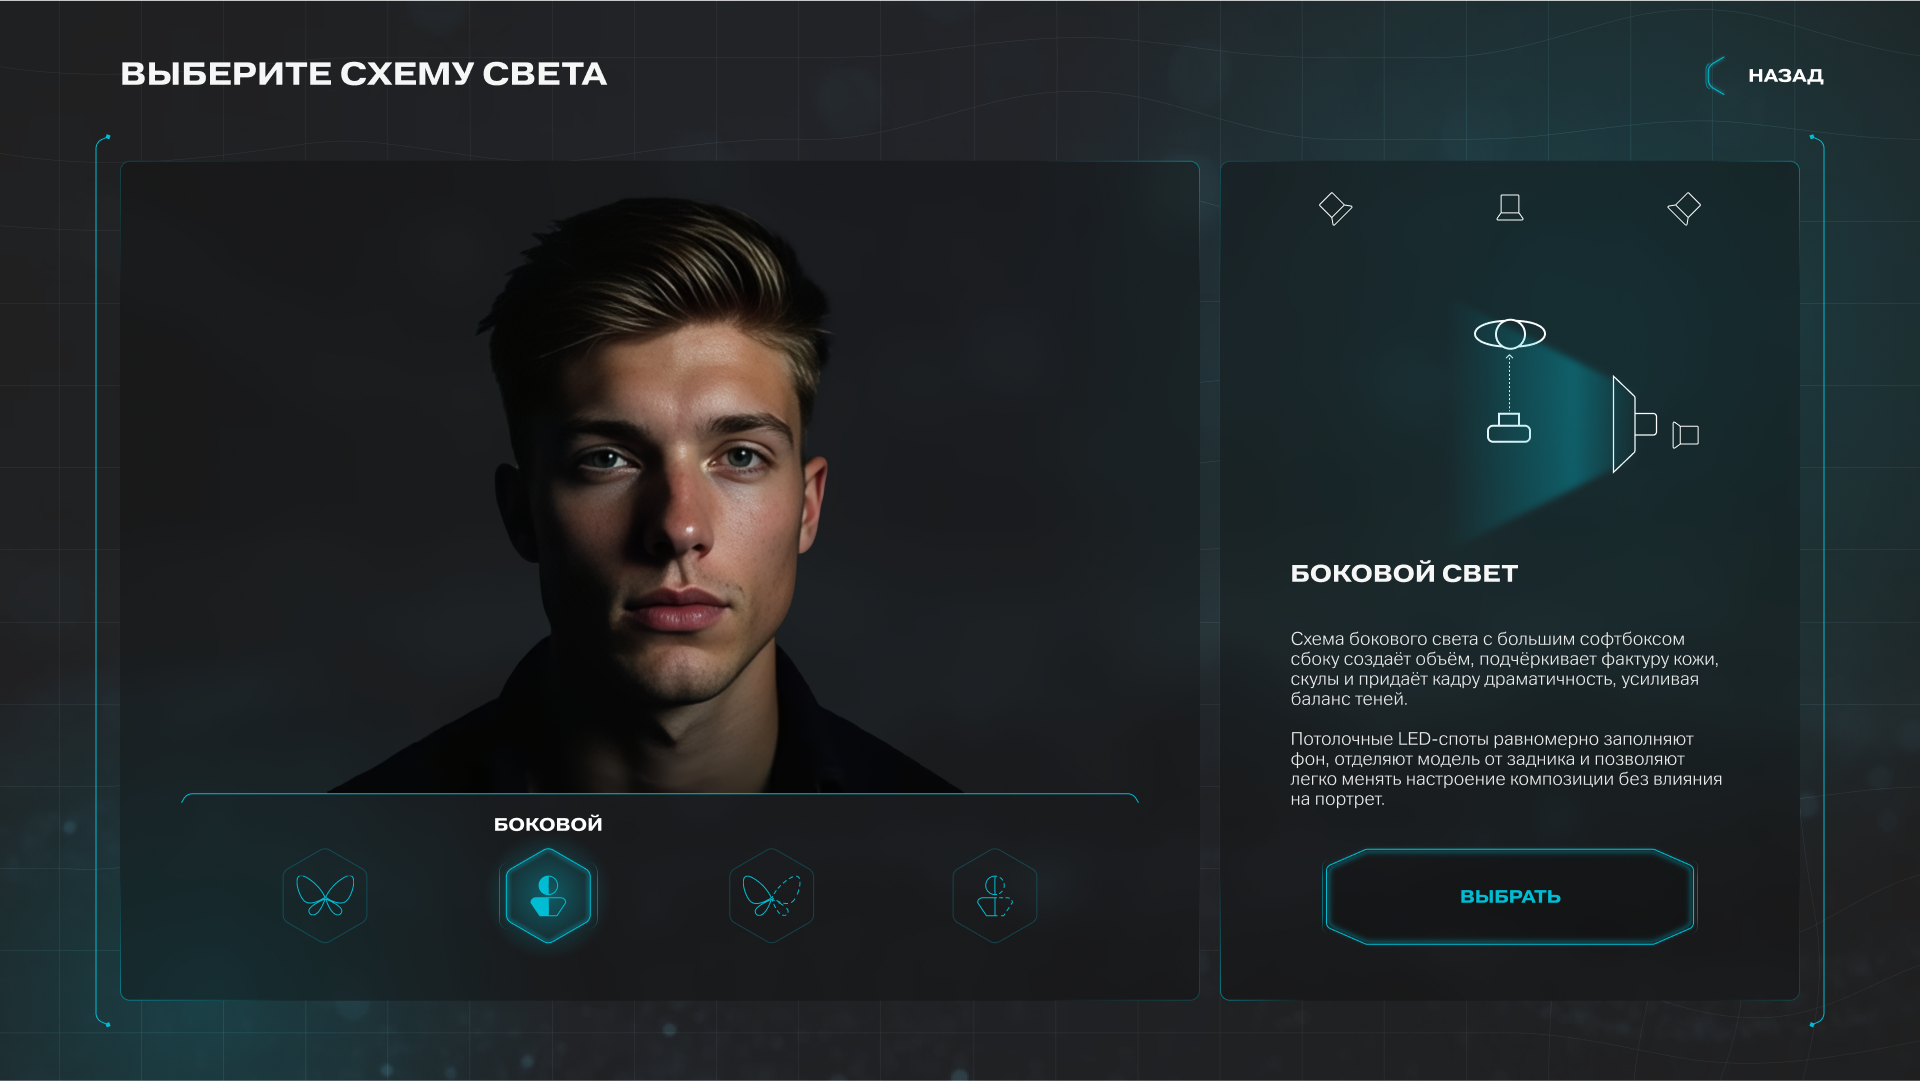 ВЫБЕРИТЕ СХЕМУ СВЕТА
НАЗАД
БОКОВОЙ
БОКОВОЙ СВЕТ
Схема бокового света с большим софтбоксом
сбоку создаёт объём, подчёркивает фактуру кожи,
скулы и придаёт кадру драматичность, усиливая
баланс теней.
Потолочные LED-споты равномерно заполняют
фон, отделяют модель от задника и позволяют
легко менять настроение композиции без влияния
на портрет.
ВЫБРАТЬ